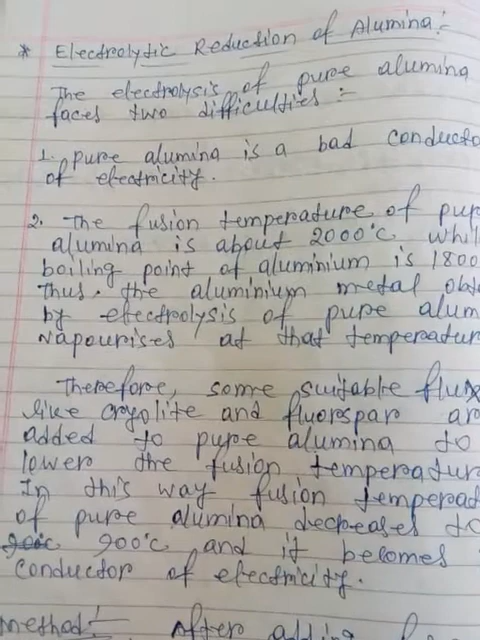 * Electrolytic Reduction of Alumina:-
The electrolysis of pure alumina
faces two difficulties :-
1. pure alumina is a bad conducto
of electricity.
2. The fusion temperature of pur
alumina is about 2000°C whil
boiling point of aluminium is 1800
thus, the aluminium metal obt
by electrolysis of pure alum
vapourises at that temperatur
Therefore, some suitable flux
like cryolite and fluorspar ar
added to pure alumina to
lower the fusion temperatur
In this way fusion temperat
of pure alumina decreases to
900°C and it becomes
conductor of electricity.
method:- After adding